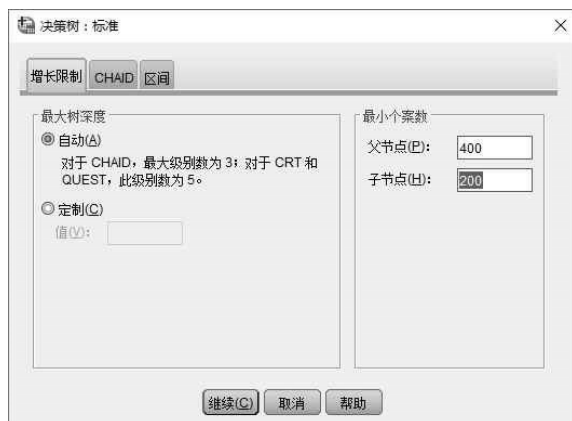 决策树：标准
增长限制 CHAID 区间
最大树深度
自动(A)
对于 CHAID，最大级别数为 3；对于 CRT 和
QUEST，此级别数为 5。
定制(C)
值(V)：
最小个案数
父节点(P)： 400
子节点(H)： 200
继续(C) 取消 帮助